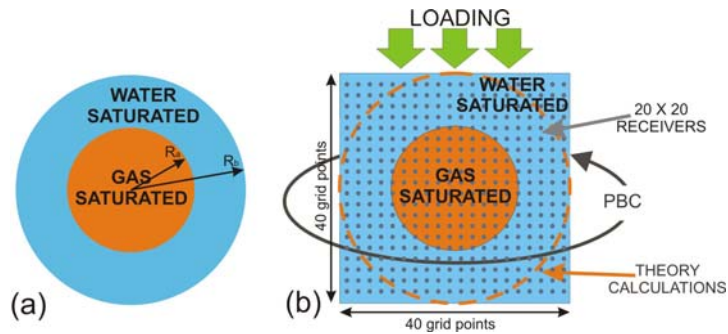 WATER
SATURATED
Ra
Rb
GAS
SATURATED
(a)
LOADING
WATER
SATURATED
20 X 20
RECEIVERS
GAS
SATURATED
40 grid points
PBC
THEORY
CALCULATIONS
(b)
40 grid points